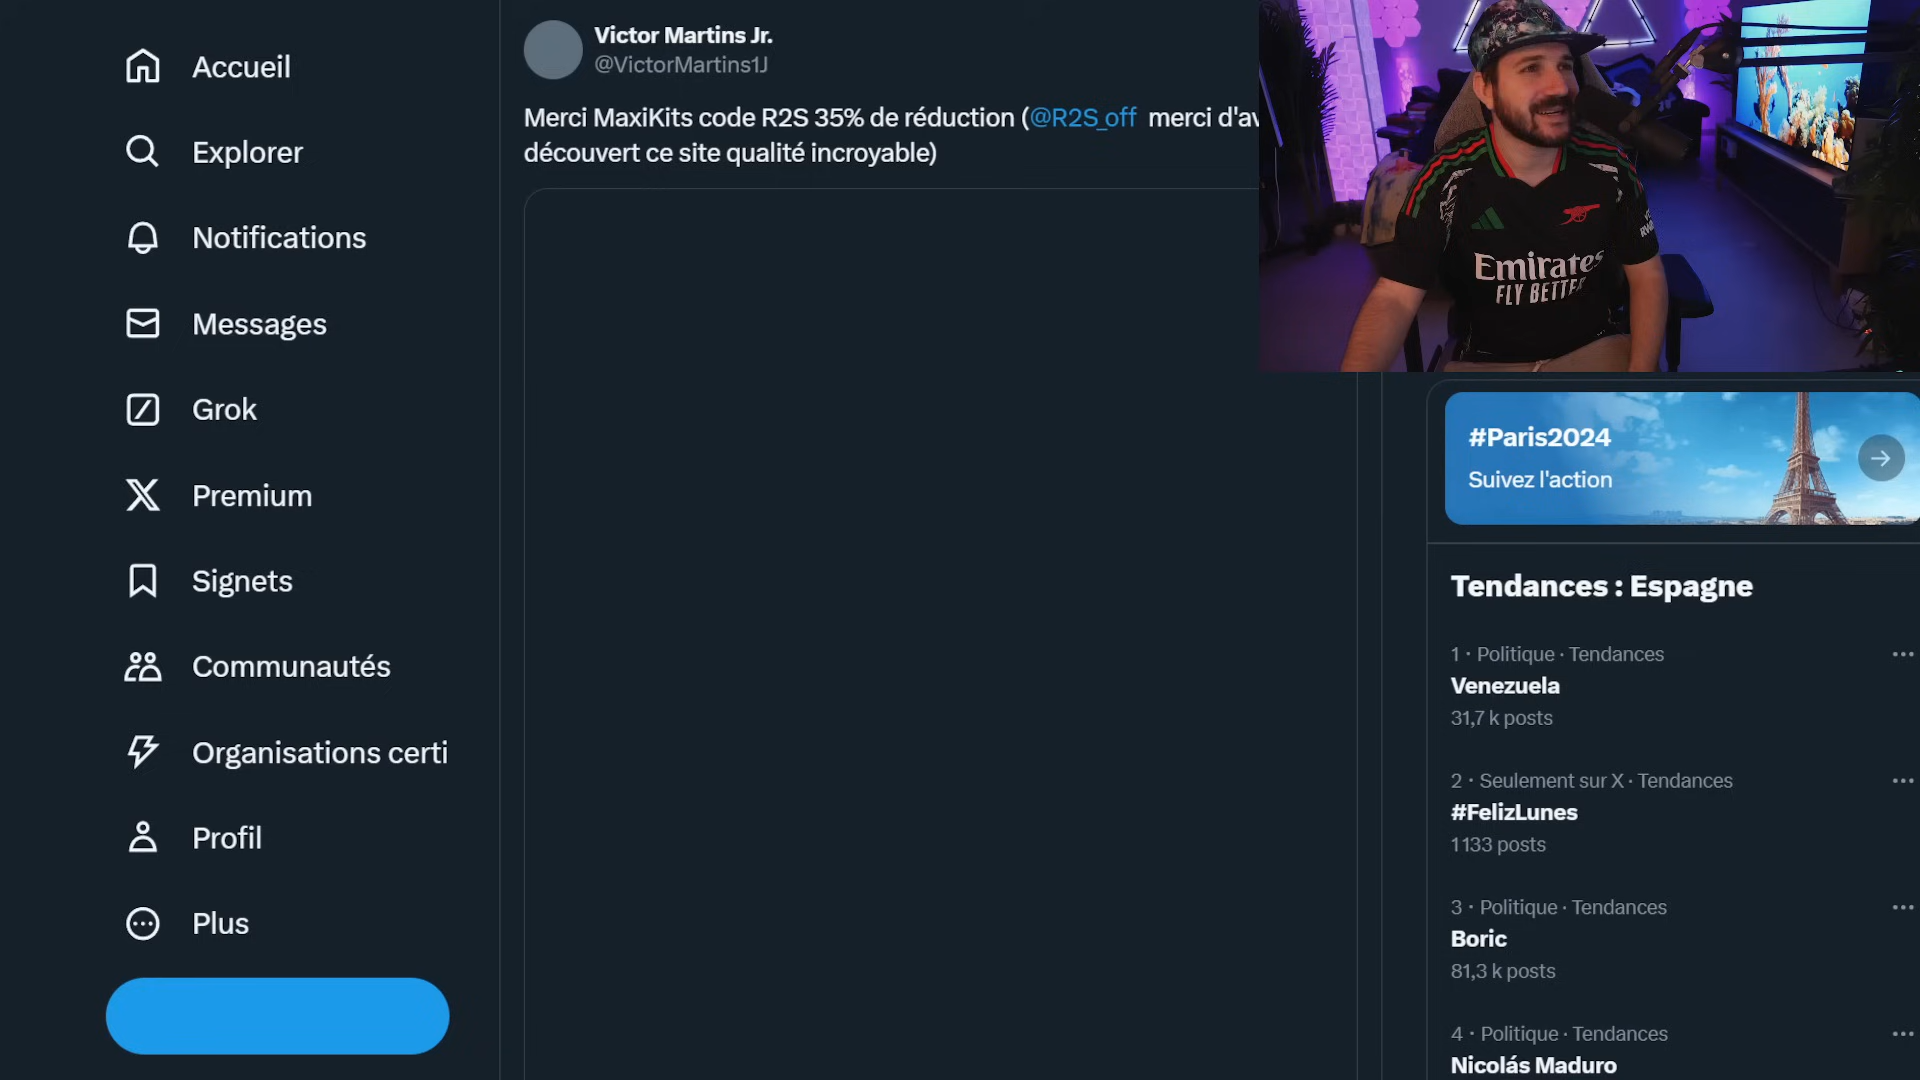 Accueil
Explorer
Notifications
Messages
Grok
Premium
Signets
Communautés
Organisations certi
Profil
Plus
Victor Martins Jr.
@VictorMartins1J
Merci MaxiKits code R2S 35% de réduction (@R2S_off merci d'av
découvert ce site qualité incroyable)
Emirates
FLY BETTER
#Paris2024
Suivez l'action
Tendances : Espagne
1 · Politique · Tendances
Venezuela
31,7 k posts
2 · Seulement sur X · Tendances
#FelizLunes
1 133 posts
3 · Politique · Tendances
Boric
81,3 k posts
4 · Politique · Tendances
Nicolás Maduro